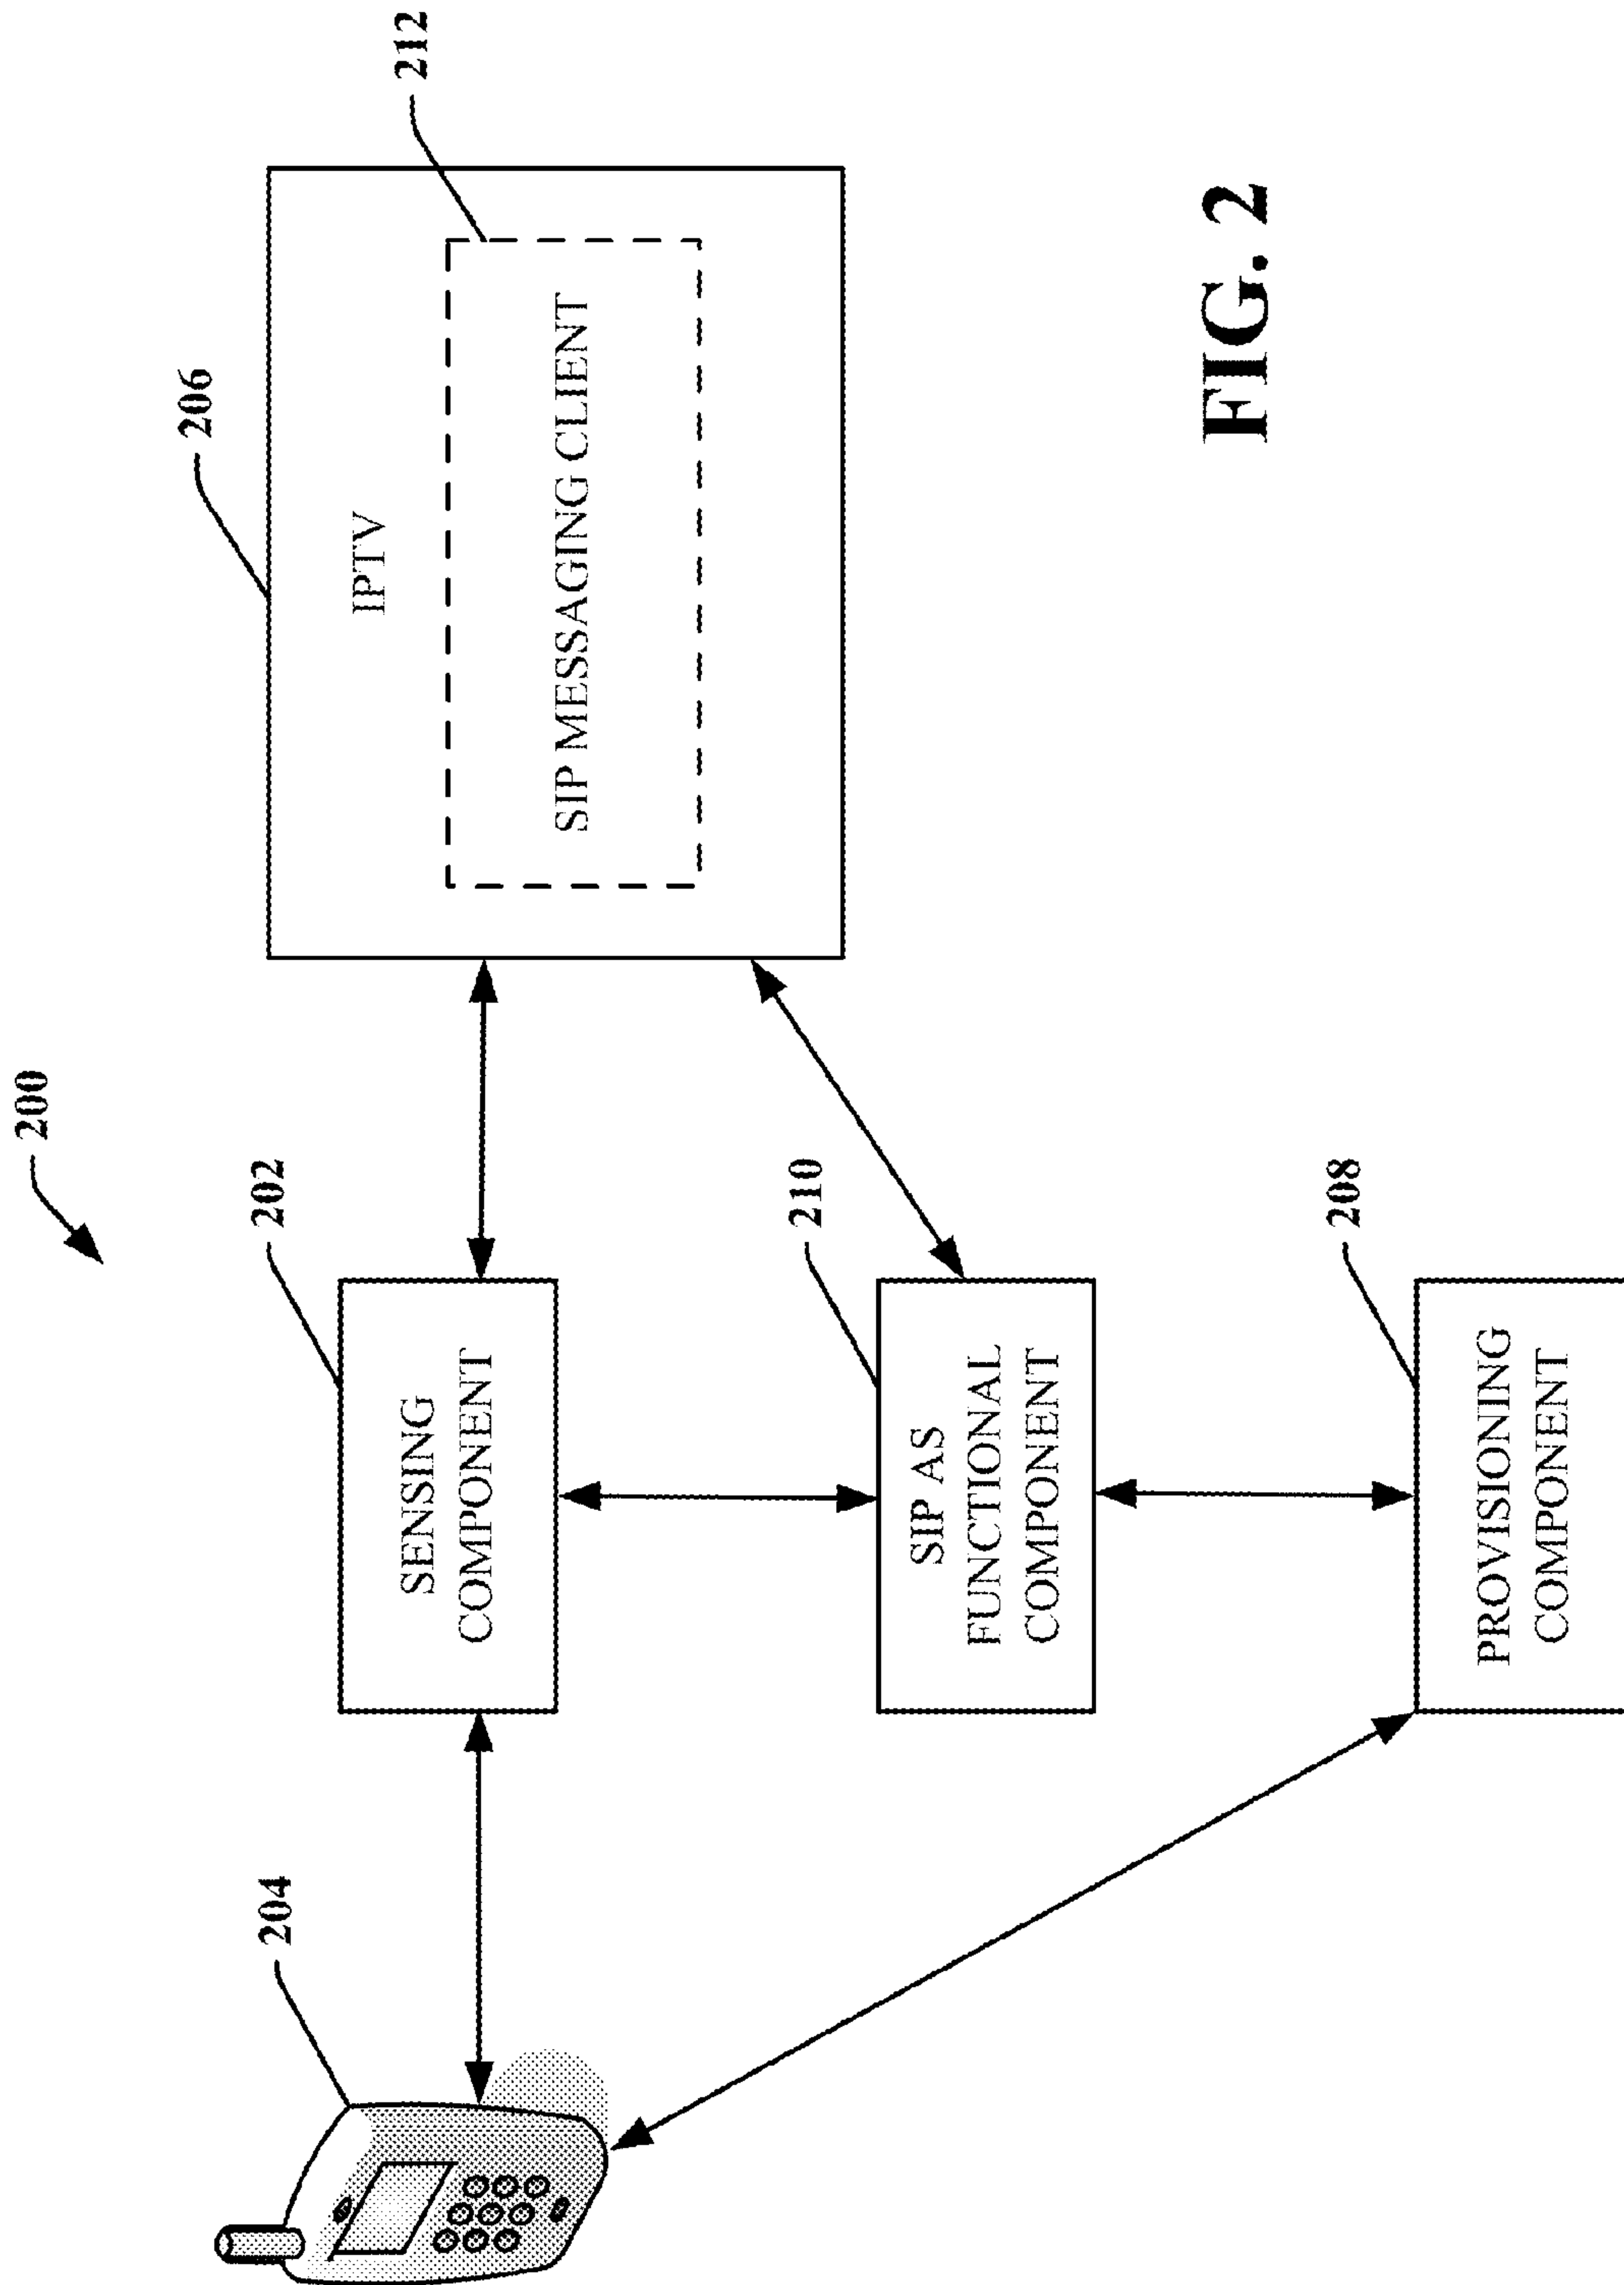 200
204
202
SENSING
COMPONENT
206
IPTV
212
SIP MESSAGING CLIENT
210
SIP AS
FUNCTIONAL
COMPONENT
208
PROVISIONING
COMPONENT
FIG. 2